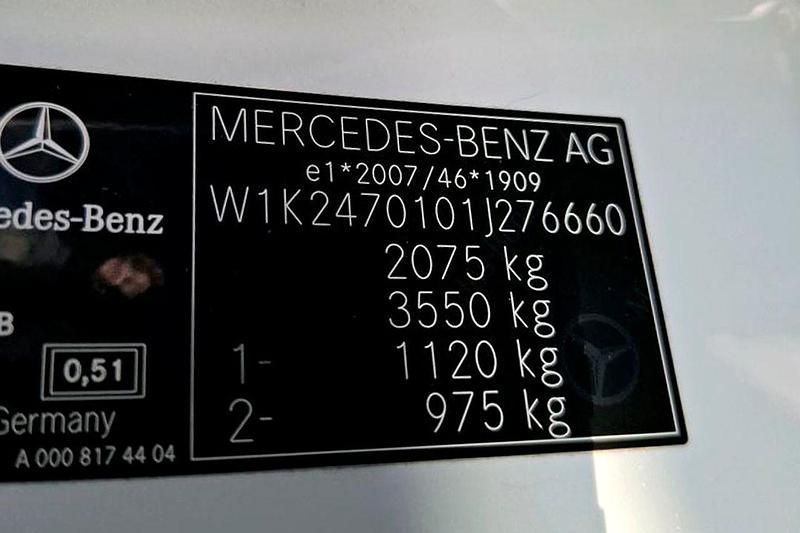 MERCEDES-BENZ AG
e1*2007/46*1909
W1K2470101J276660
2075 kg
3550 kg
1- 1120 kg
2- 975 kg
edes-Benz
B
0,51
Germany
A 000 817 44 04